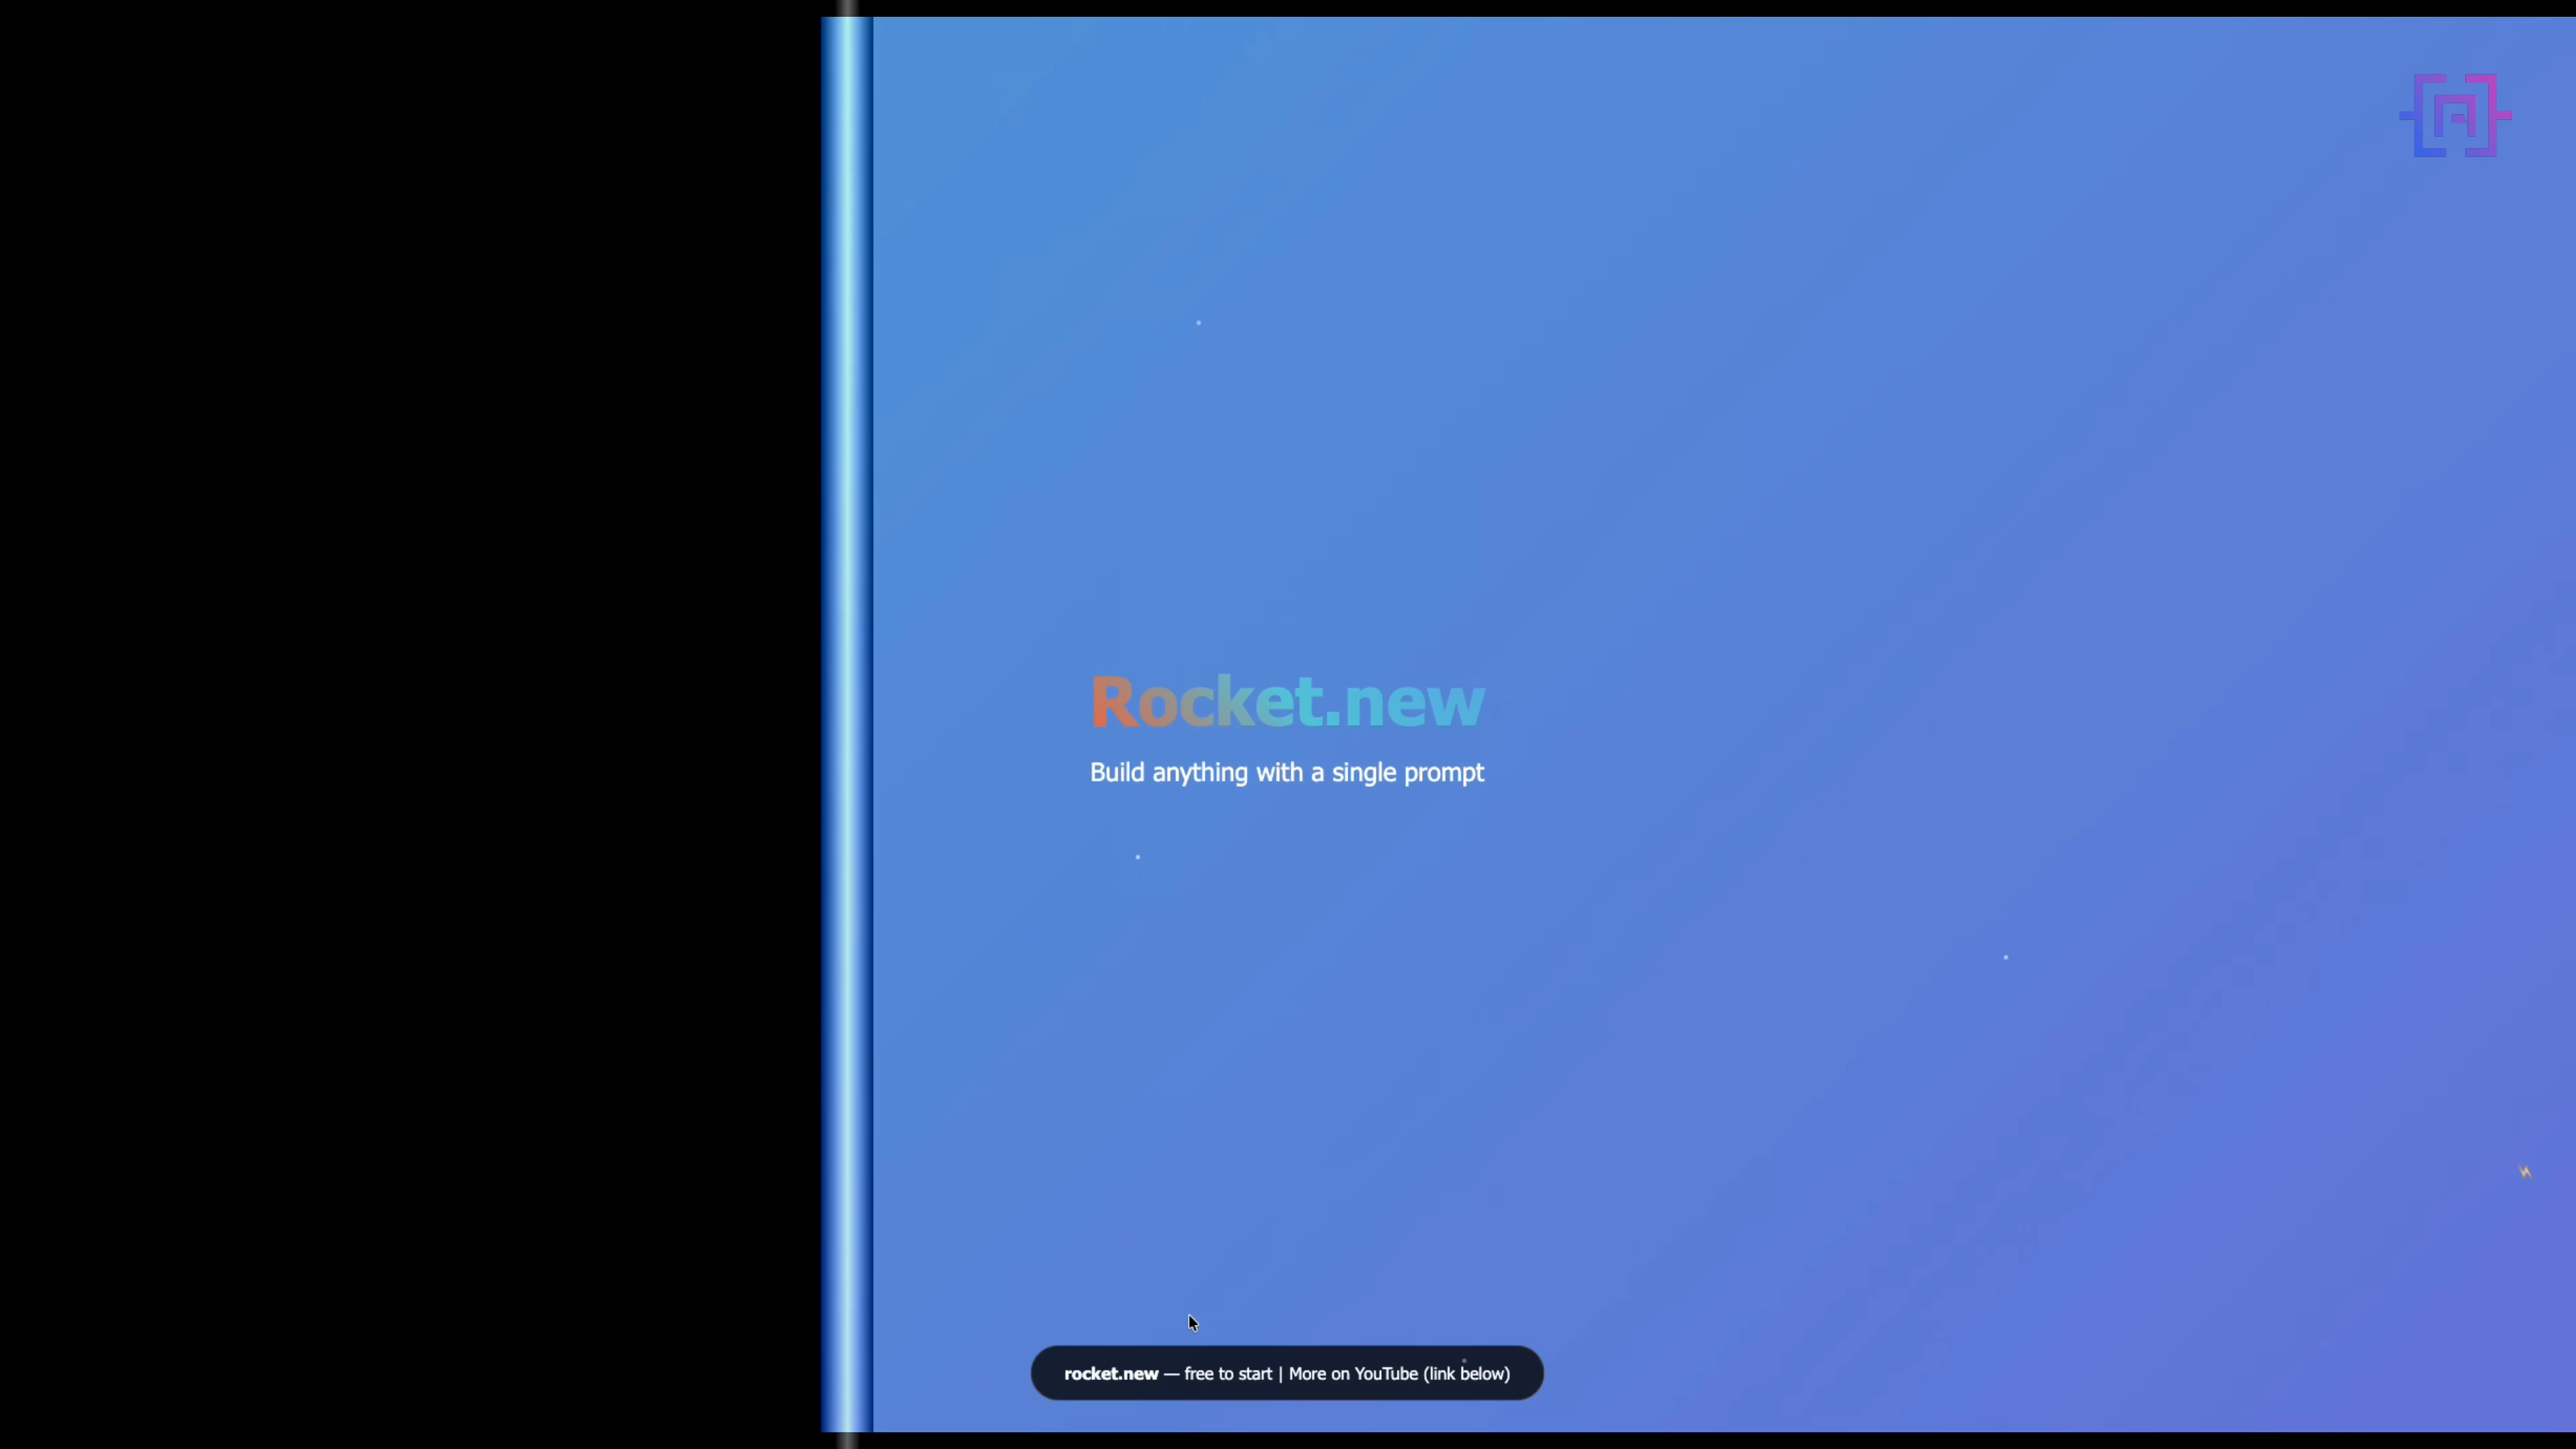 Rocket.new
Build anything with a single prompt
rocket.new — free to start | More on YouTube (link below)